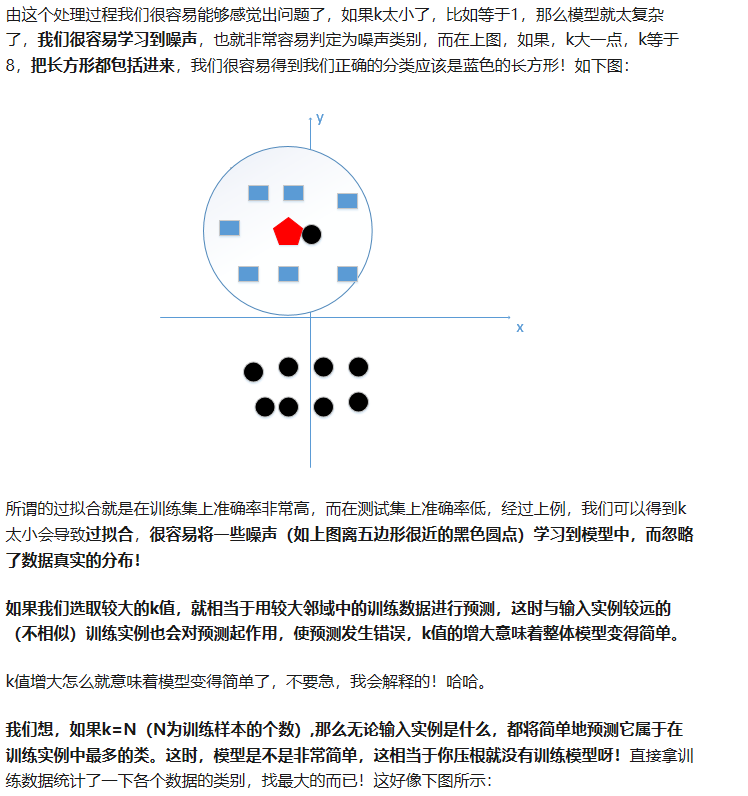 由这个处理过程我们很容易能够感觉出问题了，如果k太小了，比如等于1，那么模型就太复杂
了，我们很容易学习到噪声，也就非常容易判定为噪声类别，而在上图，如果，k大一点，k等于
8，把长方形都包括进来，我们很容易得到我们正确的分类应该是蓝色的长方形！如下图：
y
x
所谓的过拟合就是在训练集上准确率非常高，而在测试集上准确率低，经过上例，我们可以得到k
太小会导致过拟合，很容易将一些噪声（如上图离五边形很近的黑色圆点）学习到模型中，而忽略
了数据真实的分布！
如果我们选取较大的k值，就相当于用较大邻域中的训练数据进行预测，这时与输入实例较远的
（不相似）训练实例也会对预测起作用，使预测发生错误，k值的增大意味着整体模型变得简单。
k值增大怎么就意味着模型变得简单了，不要急，我会解释的！哈哈。
我们想，如果k=N（N为训练样本的个数）,那么无论输入实例是什么，都将简单地预测它属于在
训练实例中最多的类。这时，模型是不是非常简单，这相当于你压根就没有训练模型呀！直接拿训
练数据统计了一下各个数据的类别，找最大的而已！这好像下图所示：